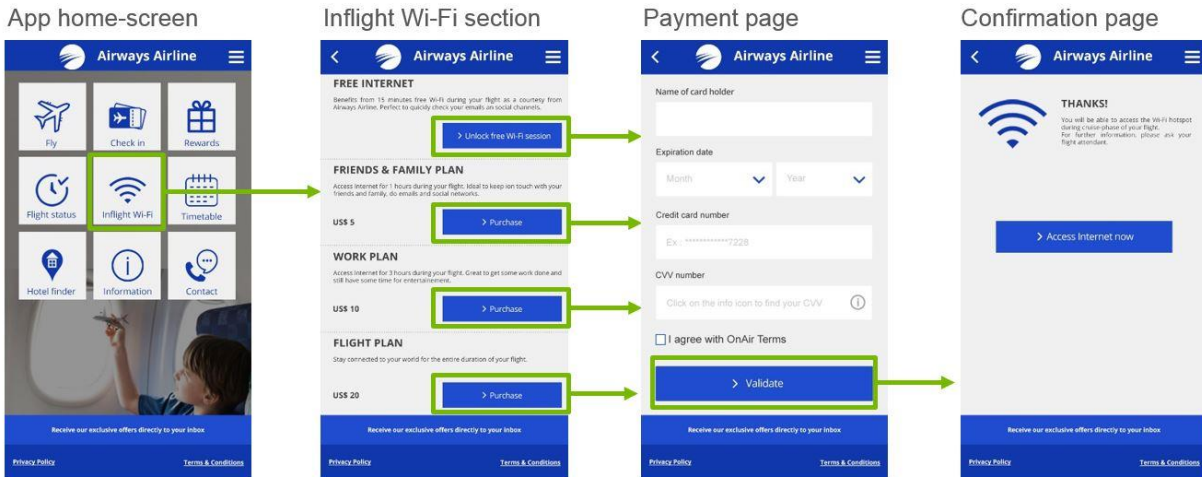 App home-screen
Airways Airline
Fly
Check in
Rewards
Flight status
Inflight Wi-Fi
Timetable
Hotel finder
Information
Contact
Receive our exclusive offers directly to your inbox
Privacy Policy
Terms & Conditions
Inflight Wi-Fi section
Airways Airline
FREE INTERNET
Benefits from 15 minutes free Wi-Fi during your flight as a courtesy from
Airways Airline. Perfect to quickly check your emails an social channels.
> Unlock free Wi-Fi session
FRIENDS & FAMILY PLAN
Access Internet for 1 hours during your flight. Ideal to keep ion touch with your
friends and family, do emails and social networks.
US$ 5
> Purchase
WORK PLAN
Access Internet for 3 hours during your flight. Great to get some work done and
still have some time for entertainement.
US$ 10
> Purchase
FLIGHT PLAN
Stay connected to your world for the entire duration of your flight.
US$ 20
> Purchase
Receive our exclusive offers directly to your inbox
Privacy Policy
Terms & Conditions
Payment page
Airways Airline
Name of card holder
Expiration date
Month
Year
Credit card number
Ex : ************7228
CVV number
Click on the info icon to find your CVV
I agree with OnAir Terms
> Validate
Receive our exclusive offers directly to your inbox
Privacy Policy
Terms & Conditions
Confirmation page
Airways Airline
THANKS!
You will be able to access the Wi-Fi hotspot
during cruise-phase of your flight.
For further information, please ask your
flight attendant.
> Access Internet now
Receive our exclusive offers directly to your inbox
Privacy Policy
Terms & Conditions